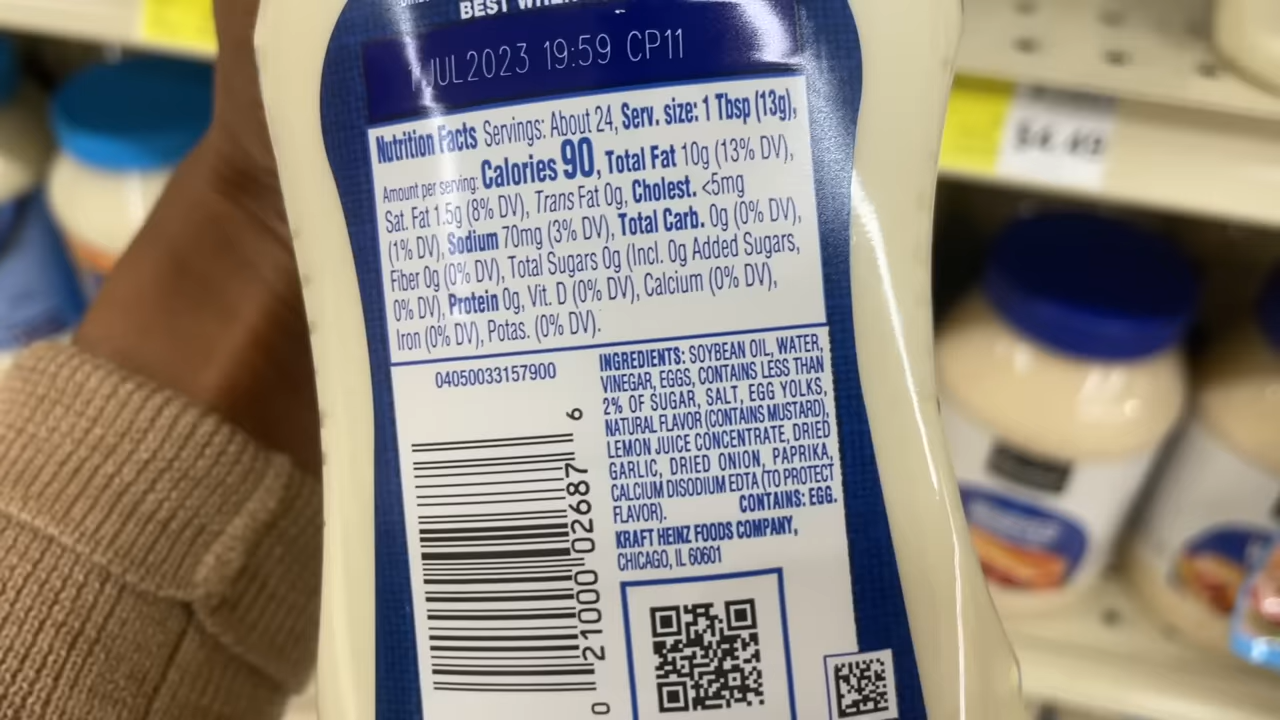 BEST WHEN
JUL2023 19:59 CP11
Nutrition Facts Servings: About 24, Serv. size: 1 Tbsp (13g),
Amount per serving: Calories 90, Total Fat 10g (13% DV),
Sat. Fat 1.5g (8% DV), Trans Fat 0g, Cholest. <5mg
(1% DV), Sodium 70mg (3% DV), Total Carb. 0g (0% DV),
Fiber 0g (0% DV), Total Sugars 0g (Incl. 0g Added Sugars,
0% DV), Protein 0g, Vit. D (0% DV), Calcium (0% DV),
Iron (0% DV), Potas. (0% DV).
04050033157900
INGREDIENTS: SOYBEAN OIL, WATER,
VINEGAR, EGGS, CONTAINS LESS THAN
2% OF SUGAR, SALT, EGG YOLKS,
NATURAL FLAVOR (CONTAINS MUSTARD),
LEMON JUICE CONCENTRATE, DRIED
GARLIC, DRIED ONION, PAPRIKA,
CALCIUM DISODIUM EDTA (TO PROTECT
FLAVOR). CONTAINS: EGG.
KRAFT HEINZ FOODS COMPANY,
CHICAGO, IL 60601
0 21000 02687 6
$4.49